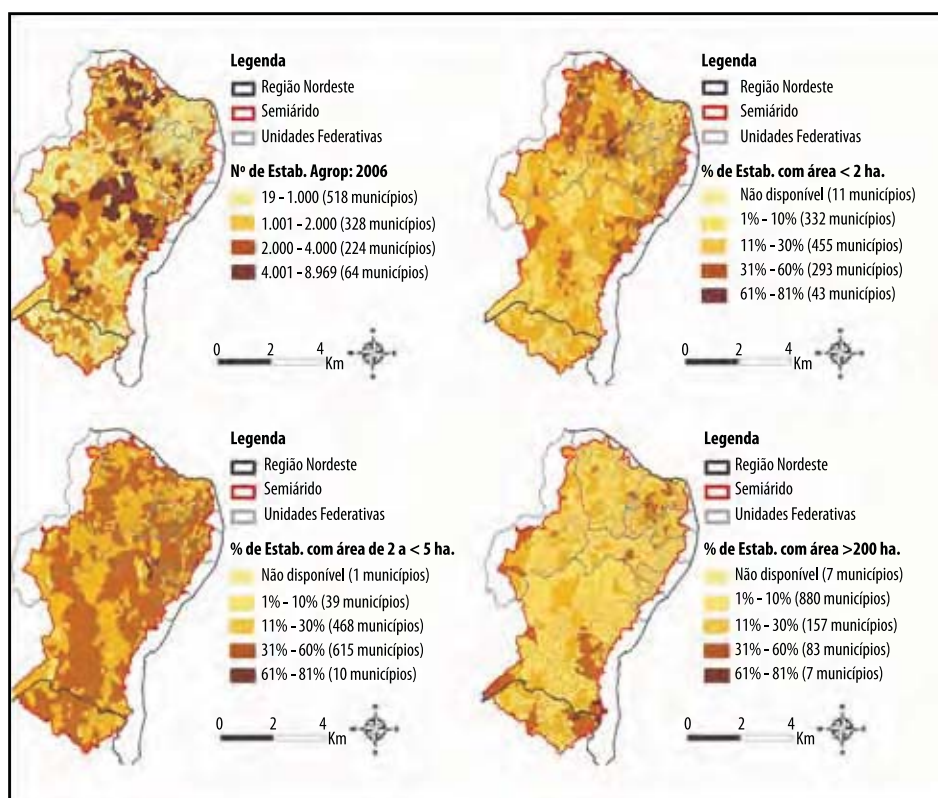 Legenda
Região Nordeste
Semiárido
Unidades Federativas
Nº de Estab. Agrop: 2006
19 – 1.000 (518 municípios)
1.001 – 2.000 (328 municípios)
2.000 – 4.000 (224 municípios)
4.001 – 8.969 (64 municípios)
0 2 4
Km
Legenda
Região Nordeste
Semiárido
Unidades Federativas
% de Estab. com área < 2 ha.
Não disponível (11 municípios)
1% – 10% (332 municípios)
11% – 30% (455 municípios)
31% – 60% (293 municípios)
61% – 81% (43 municípios)
0 2 4
Km
Legenda
Região Nordeste
Semiárido
Unidades Federativas
% de Estab. com área de 2 a < 5 ha.
Não disponível (1 municípios)
1% – 10% (39 municípios)
11% – 30% (468 municípios)
31% – 60% (615 municípios)
61% – 81% (10 municípios)
0 2 4
Km
Legenda
Região Nordeste
Semiárido
Unidades Federativas
% de Estab. com área >200 ha.
Não disponível (7 municípios)
1% – 10% (880 municípios)
11% – 30% (157 municípios)
31% – 60% (83 municípios)
61% – 81% (7 municípios)
0 2 4
Km